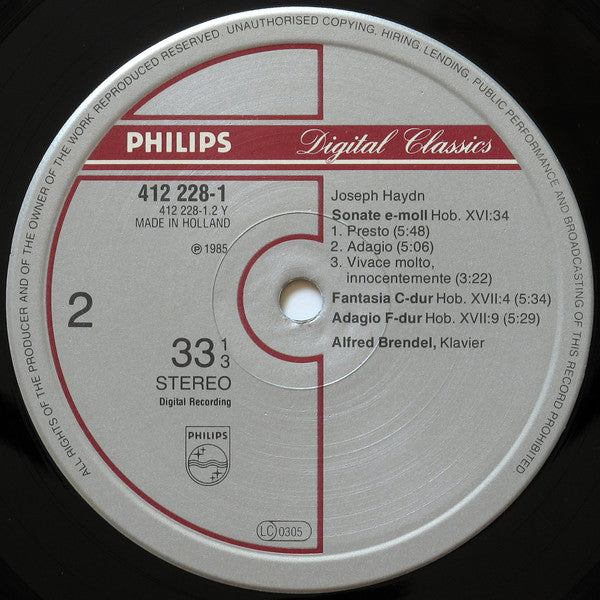 ALL RIGHTS OF THE PRODUCER AND OF THE OWNER OF THE WORK REPRODUCED RESERVED. UNAUTHORISED COPYING. HIRING. LENDING. PUBLIC PERFORMANCE AND BROADCASTING OF THIS RECORD PROHIBITED
PHILIPS Digital Classics
412 228-1
412 228-1.2 Y
MADE IN HOLLAND
℗ 1985
2
33 1/3
STEREO
Digital Recording
PHILIPS
LC 0305
Joseph Haydn
Sonate e-moll Hob. XVI:34
1. Presto (5:48)
2. Adagio (5:06)
3. Vivace molto,
innocentemente (3:22)
Fantasia C-dur Hob. XVII:4 (5:34)
Adagio F-dur Hob. XVII:9 (5:29)
Alfred Brendel, Klavier